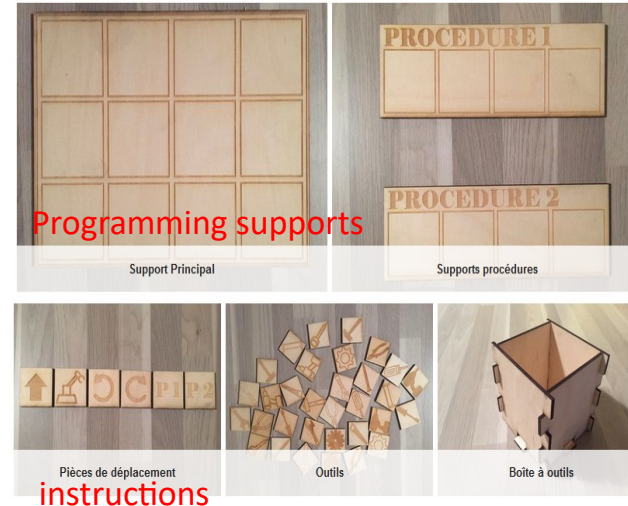 PROCEDURE 1
PROCEDURE 2
Programming supports
Support Principal
Supports procédures
P1 P2
Pièces de déplacement
Outils
Boîte à outils
instructions